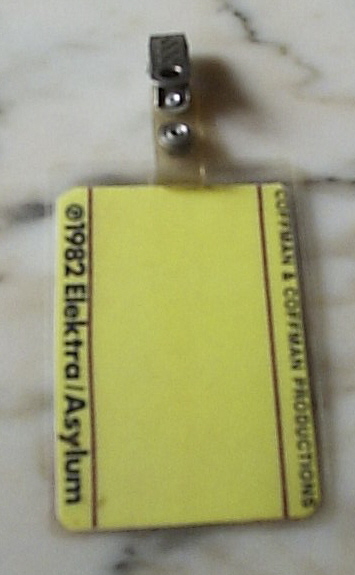 ©1982 Elektra/Asylum
COFFMAN & COFFMAN PRODUCTIONS